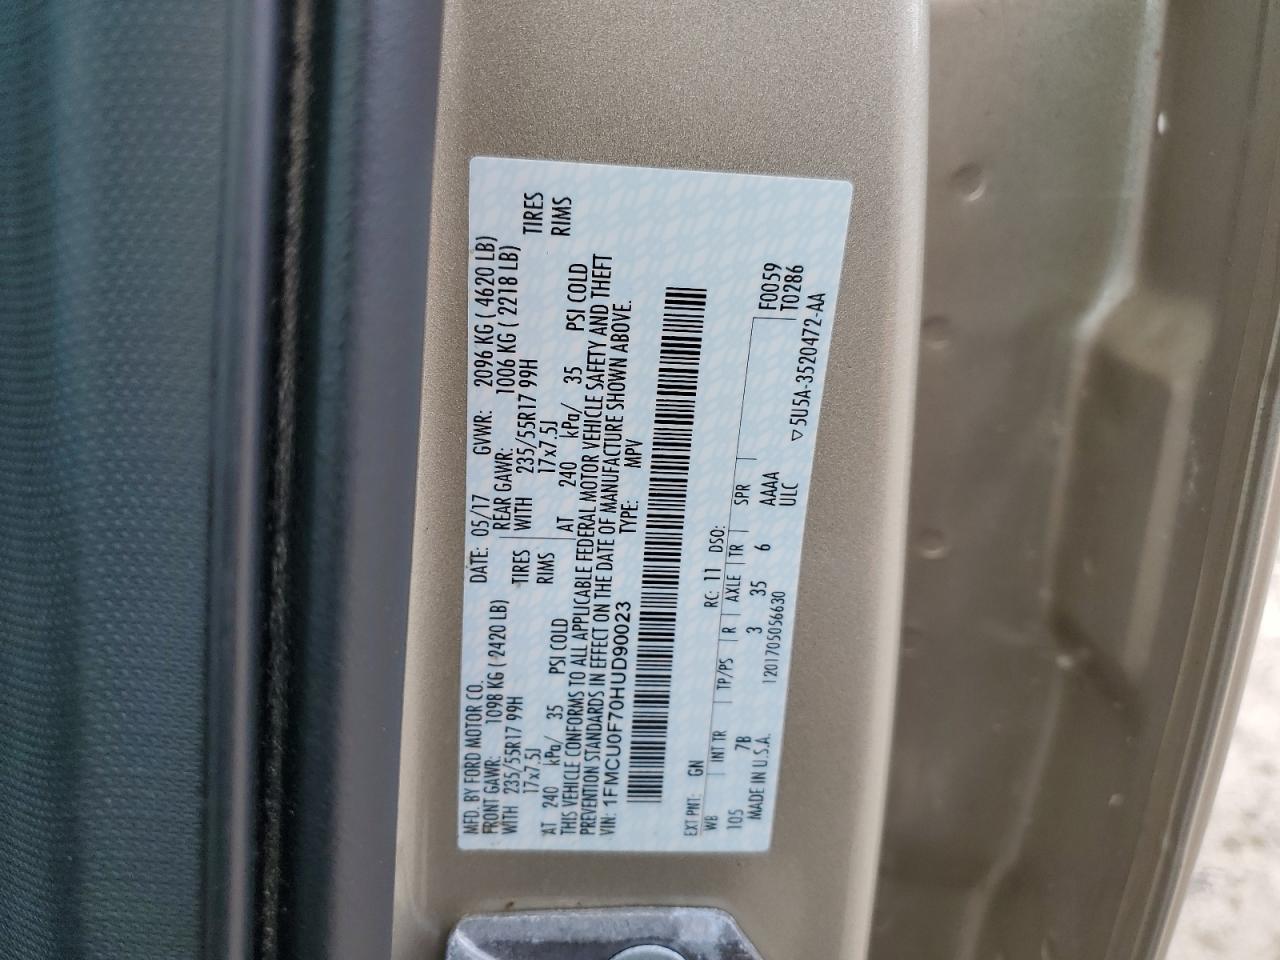 MFD. BY FORD MOTOR CO.
DATE: 05/17 GVWR: 2096 KG ( 4620 LB)
FRONT GAWR: 1098 KG ( 2420 LB) REAR GAWR: 1006 KG ( 2218 LB)
WITH 235/55R17 99H TIRES WITH 235/55R17 99H TIRES
17x7.5J RIMS 17x7.5J RIMS
AT 240 kPa/ 35 PSI COLD AT 240 kPa/ 35 PSI COLD
THIS VEHICLE CONFORMS TO ALL APPLICABLE FEDERAL MOTOR VEHICLE SAFETY AND THEFT
PREVENTION STANDARDS IN EFFECT ON THE DATE OF MANUFACTURE SHOWN ABOVE.
VIN: 1FMCU0F70HUD90023 TYPE: MPV
EXT PNT: GN RC: 11 DSO:
WB INT TR TP/PS R AXLE TR SPR F0059
105 7B 3 35 6 AAAA T0286
MADE IN U.S.A. 1201705056630 ULC ▽5U5A-3520472-AA